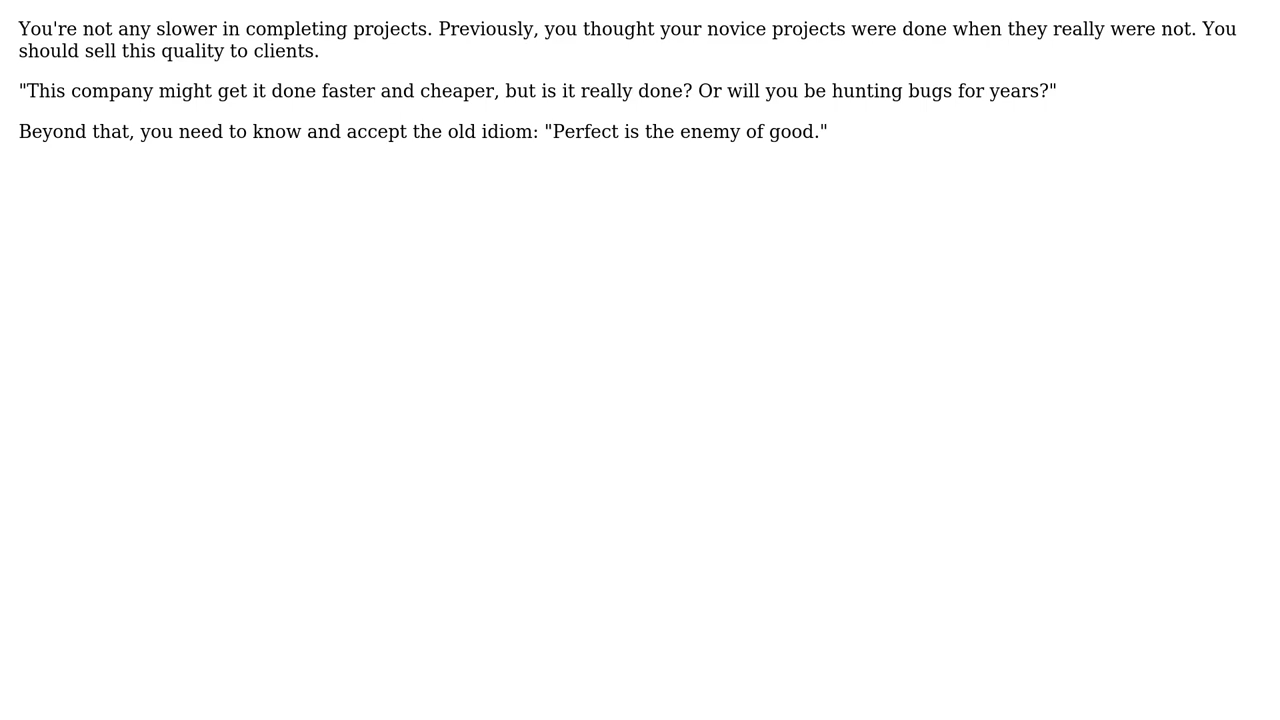 You're not any slower in completing projects. Previously, you thought your novice projects were done when they really were not. You
should sell this quality to clients.
"This company might get it done faster and cheaper, but is it really done? Or will you be hunting bugs for years?"
Beyond that, you need to know and accept the old idiom: "Perfect is the enemy of good."